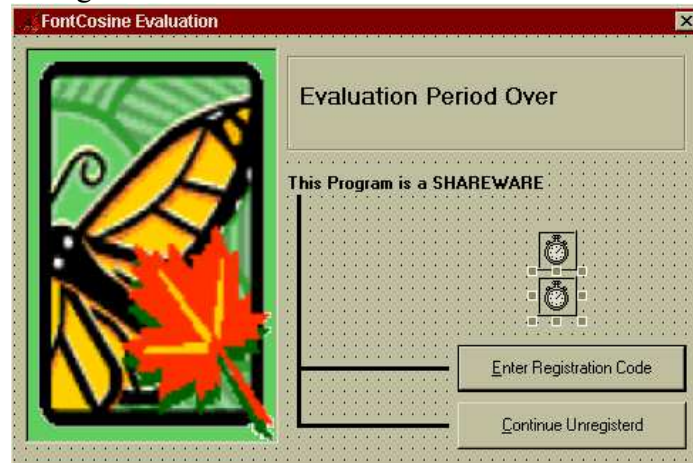 FontCosine Evaluation
Evaluation Period Over
This Program is a SHAREWARE
Enter Registration Code
Continue Unregisterd